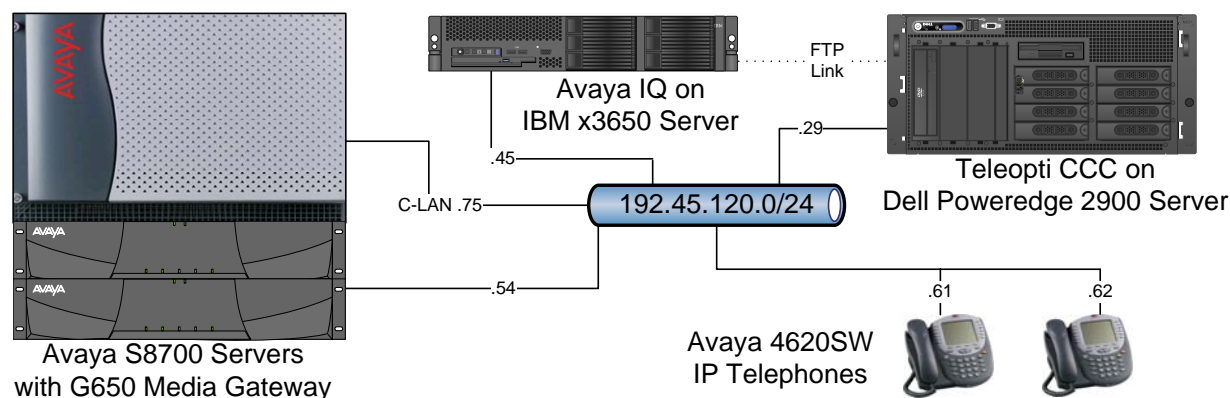 AVAYA
FTP
Link
Avaya IQ on
IBM x3650 Server
.29
.45
Teleopti CCC on
Dell Poweredge 2900 Server
C-LAN .75
192.45.120.0/24
AVAYA
AVAYA
.54
.61
.62
Avaya S8700 Servers
with G650 Media Gateway
Avaya 4620SW
IP Telephones